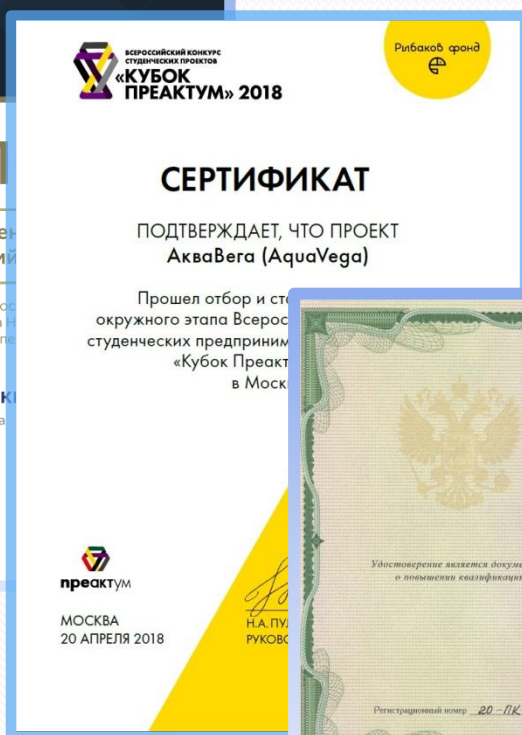 ВСЕРОССИЙСКИЙ КОНКУРС
СТУДЕНЧЕСКИХ ПРОЕКТОВ
«КУБОК
ПРЕАКТУМ» 2018
Рыбаков фонд
СЕРТИФИКАТ
ПОДТВЕРЖДАЕТ, ЧТО ПРОЕКТ
АкваВега (AquaVega)
Прошел отбор и ст
окружного этапа Всерос
студенческих предприним
«Кубок Преакт
в Моск
преактум
МОСКВА
20 АПРЕЛЯ 2018
Н.А. ПУ
РУКОВО
Удостоверение является докуме
о повышении квалификаци
Регистрационный номер 20-ПК